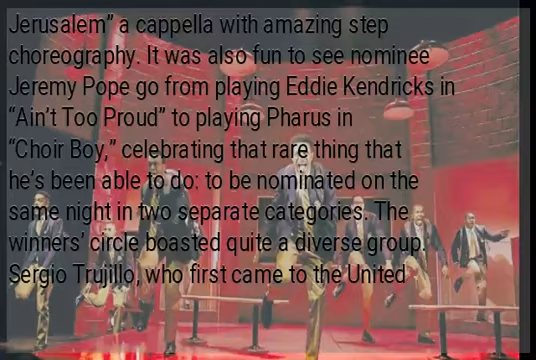 Jerusalem” a cappella with amazing step
choreography. It was also fun to see nominee
Jeremy Pope go from playing Eddie Kendricks in
“Ain’t Too Proud” to playing Pharus in
“Choir Boy,” celebrating that rare thing that
he’s been able to do: to be nominated on the
same night in two separate categories. The
winners’ circle boasted quite a diverse group.
Sergio Trujillo, who first came to the United